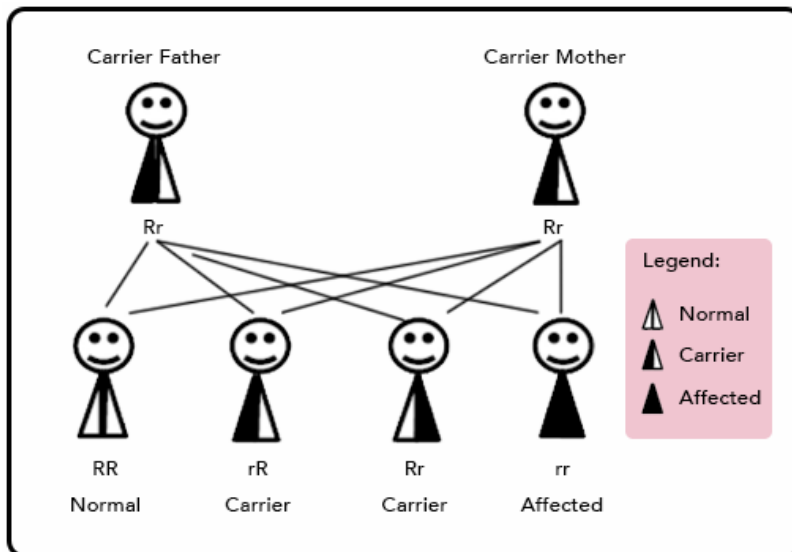 Carrier Father
Carrier Mother
Rr
Rr
Legend:
Normal
Carrier
Affected
RR
rR
Rr
rr
Normal
Carrier
Carrier
Affected